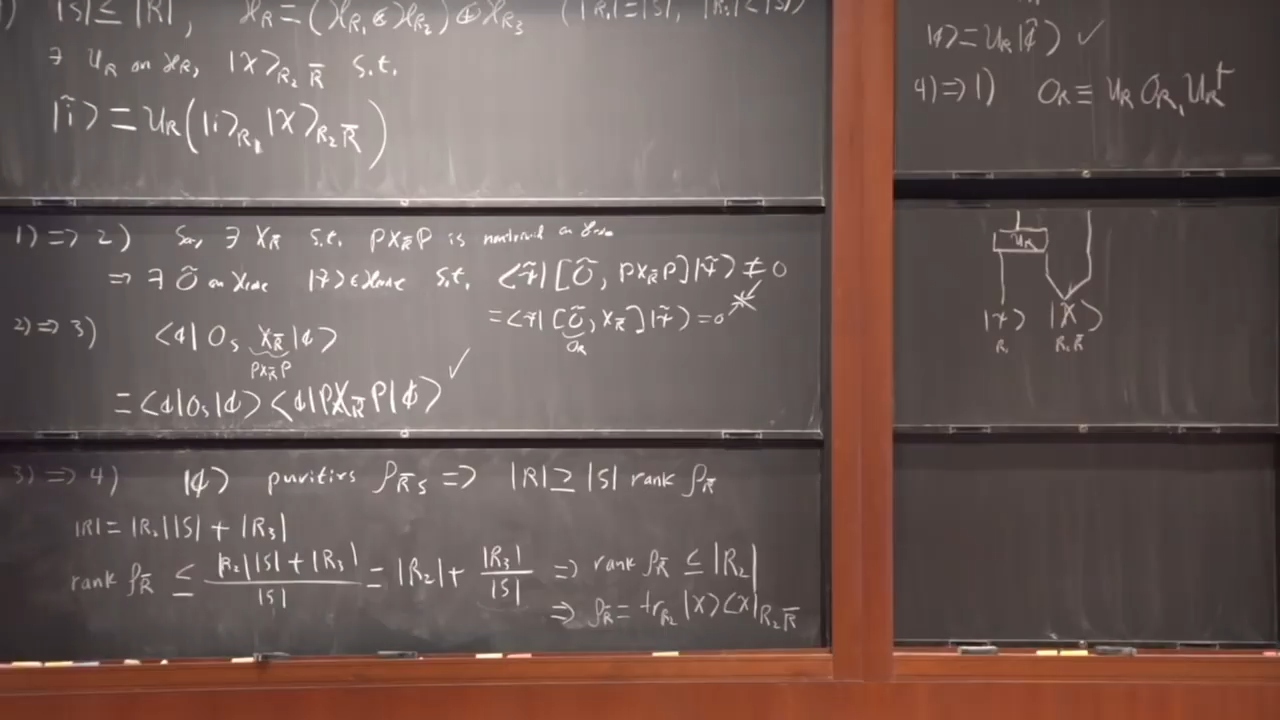 |S| ≤ |R|, ℋ_R = (ℋ_{R_1} ⊗ ℋ_{R_2}) ⊕ ℋ_{R_3} (|R_1| = |S|, |R_3| < |S|)
∃ U_R on ℋ_R, |χ⟩_{R_2 R̄} s.t.
|ĩ⟩ = U_R(|i⟩_{R_1} |χ⟩_{R_2 R̄})
1) ⇒ 2) Say ∃ X_R̄ s.t. P X_R̄ P is nontrivial on ℋ_code
⇒ ∃ Õ on ℋ_code |ψ̃⟩ ∈ ℋ_code s.t. ⟨ψ̃| [Õ, P X_R̄ P] |ψ̃⟩ ≠ 0
= ⟨ψ̃| [Õ, X_R̄] |ψ̃⟩ = 0
O_R
2) ⇒ 3) ⟨ϕ| O_S X_R̄ |ϕ⟩
P X_R̄ P
= ⟨ϕ|O_S|ϕ⟩ ⟨ϕ|P X_R̄ P|ϕ⟩ ✓
3) ⇒ 4) |ϕ⟩ purifies ρ_{R̄S} ⇒ |R| ≥ |S| rank ρ_R̄
|R| = |R_2||S| + |R_3|
rank ρ_R̄ ≤ (|R_2||S| + |R_3|)/|S| = |R_2| + |R_3|/|S| ⇒ rank ρ_R̄ ≤ |R_2|
⇒ ρ_R̄ = tr_{R_2} |χ⟩⟨χ|_{R_2 R̄}
|ϕ⟩ = U_R |ϕ̃⟩ ✓
4) ⇒ 1) O_R ≡ U_R O_{R_1} U_R^†
U_R
|ψ⟩ |χ⟩
R_1 R_2 R̄